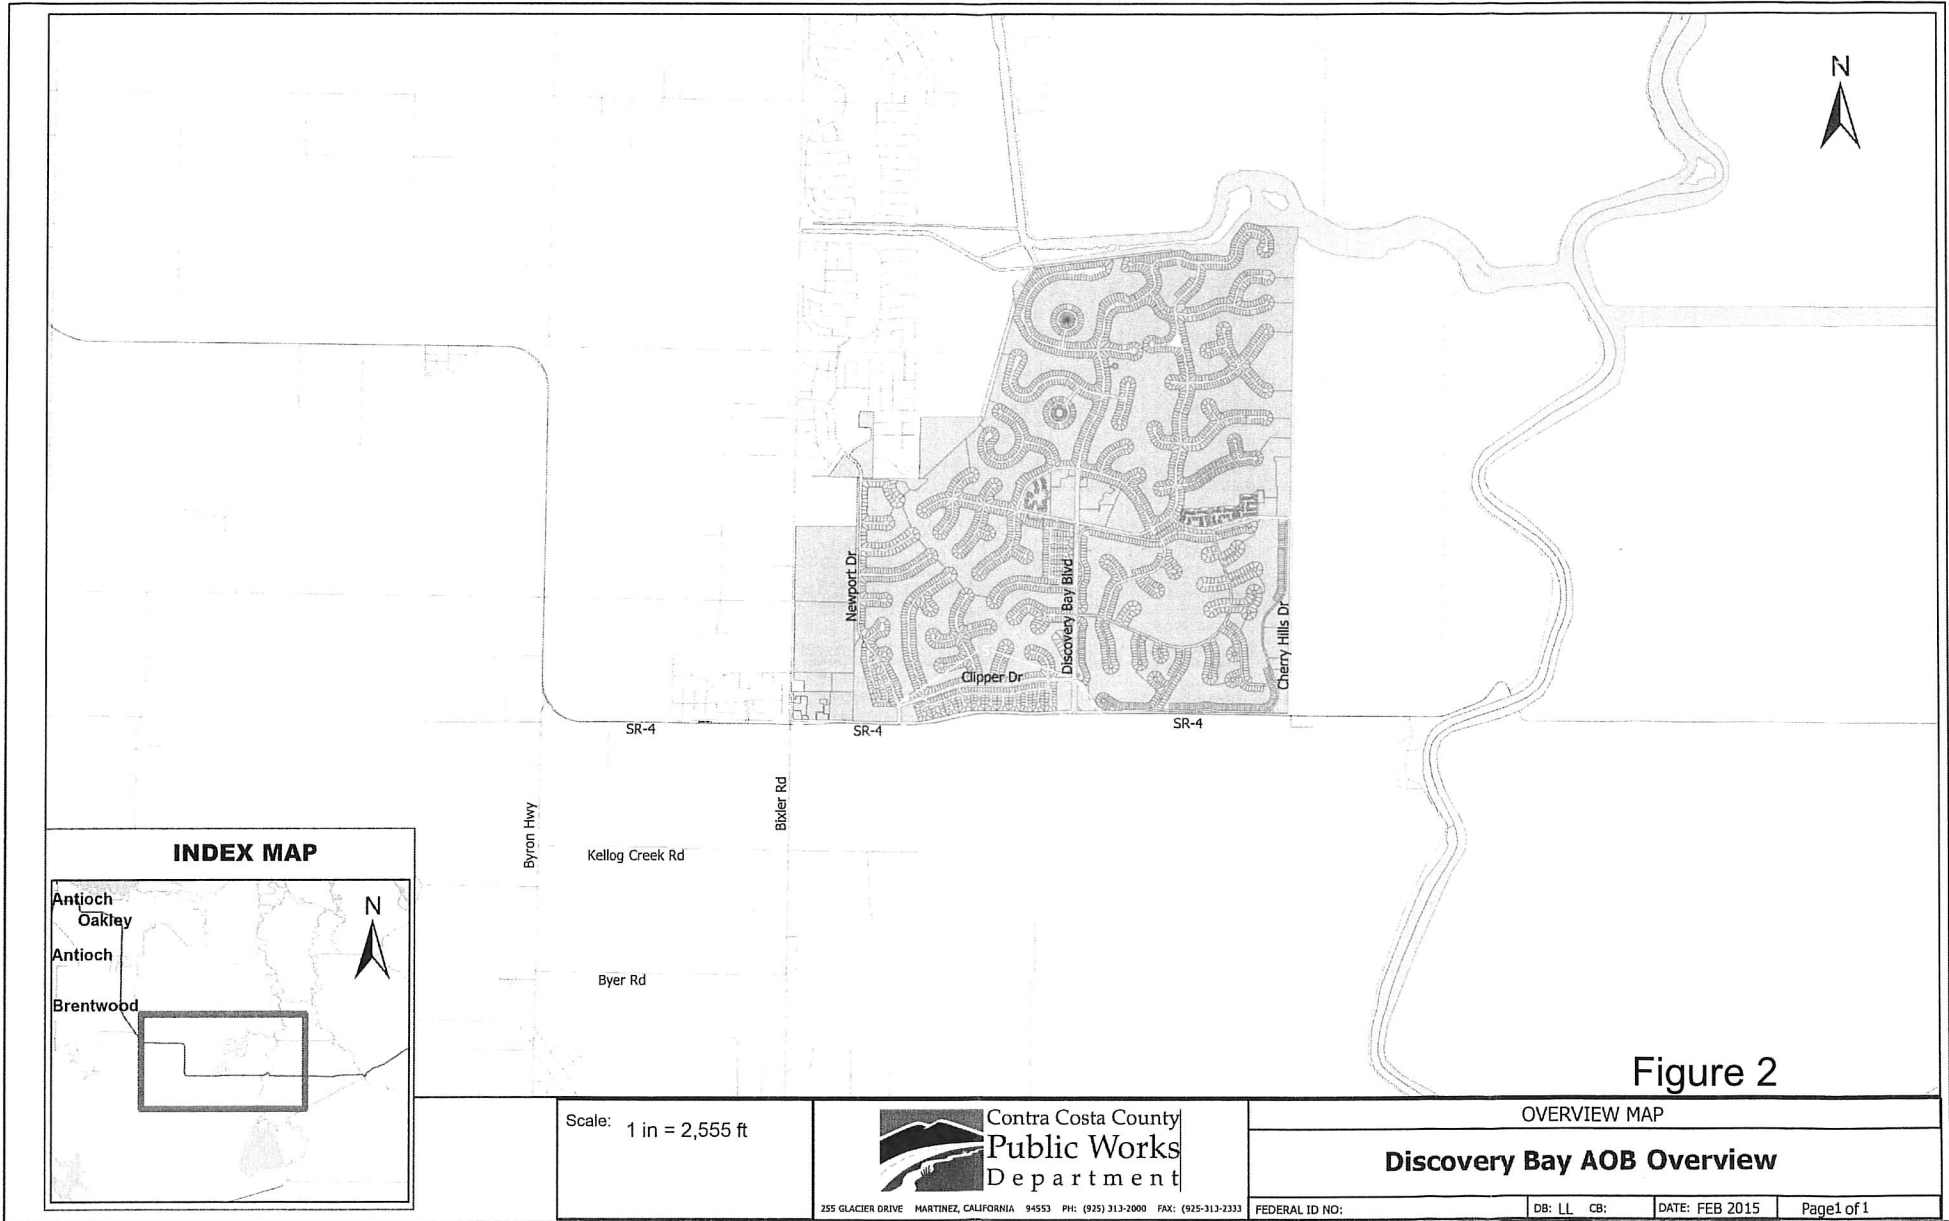 N
Newport Dr
Discovery Bay Blvd
Cherry Hills Dr
Clipper Dr
SR-4
SR-4
SR-4
Byron Hwy
Bixler Rd
Kellog Creek Rd
Byer Rd
INDEX MAP
Antioch
Oakley
Antioch
Brentwood
N
Figure 2
Scale: 1 in = 2,555 ft
Contra Costa County
Public Works
Department
255 GLACIER DRIVE MARTINEZ, CALIFORNIA 94553 PH: (925) 313-2000 FAX: (925-313-2333
OVERVIEW MAP
Discovery Bay AOB Overview
FEDERAL ID NO:
DB: LL CB:
DATE: FEB 2015
Page1 of 1